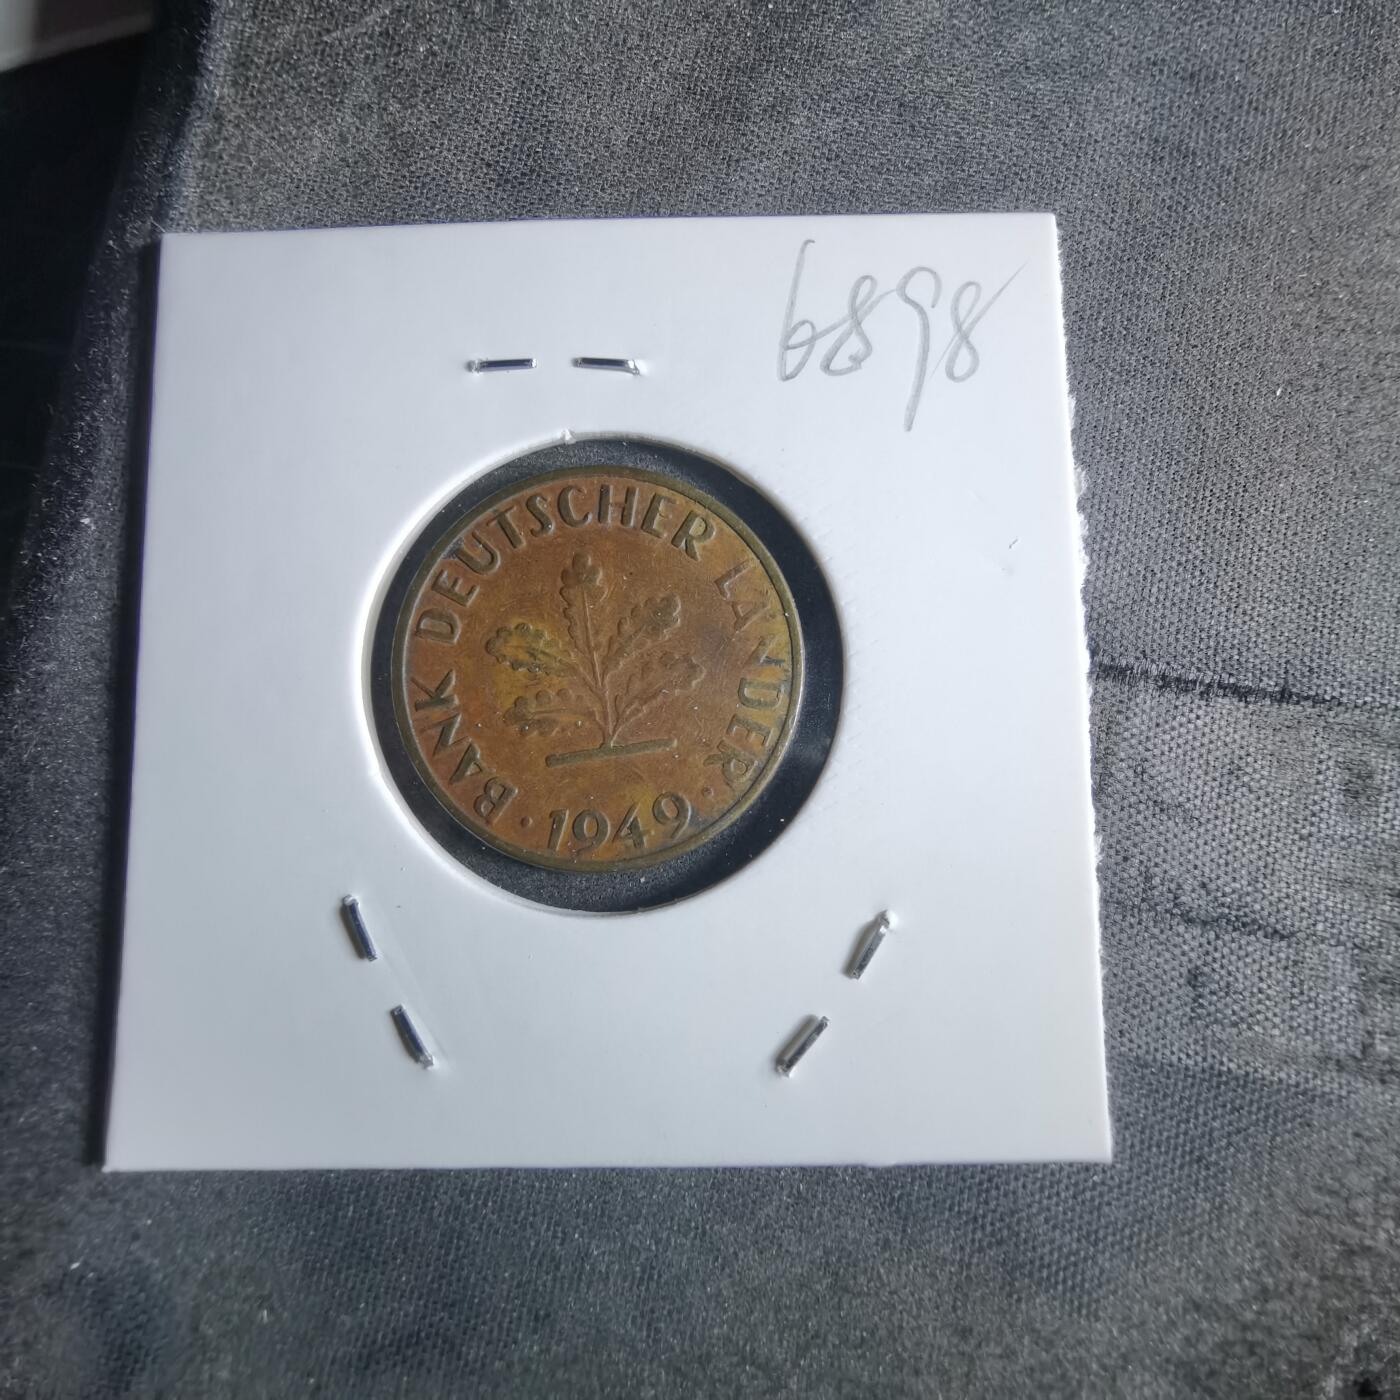 6898
BANK DEUTSCHER LÄNDER
· 1949 ·